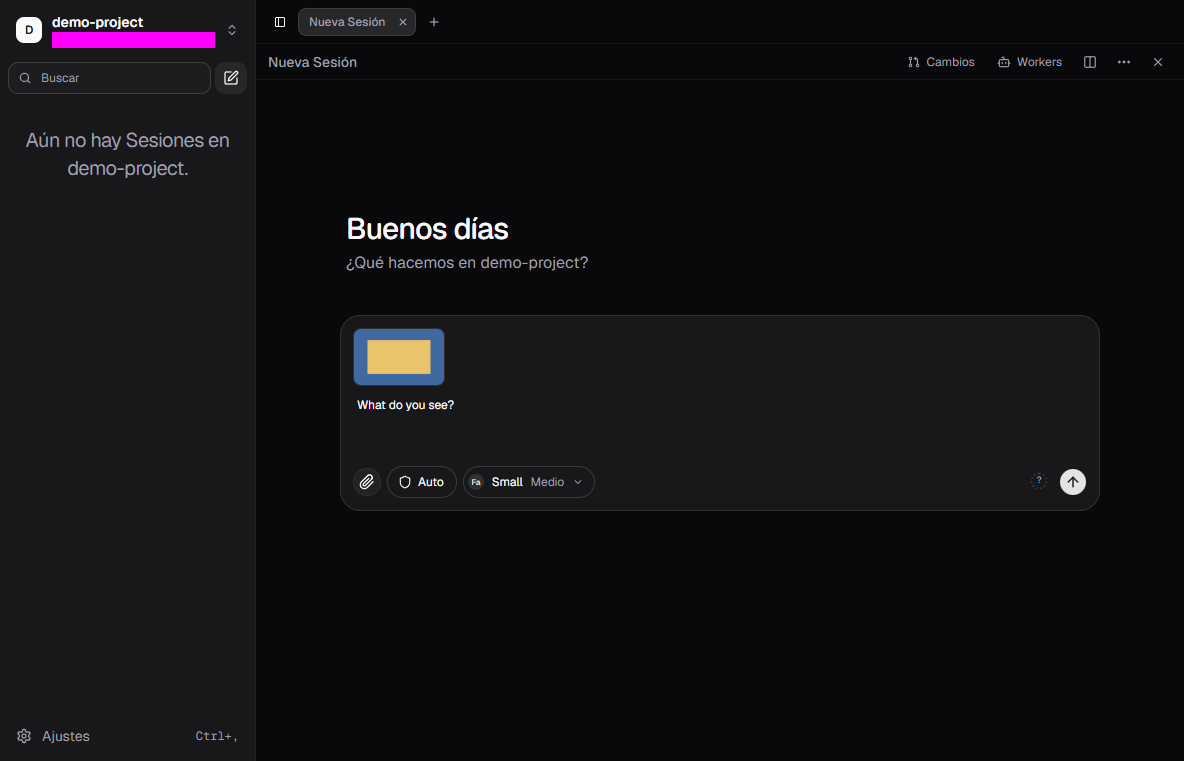 D
demo-project
Buscar
Aún no hay Sesiones en
demo-project.
Ajustes
Ctrl+,
Nueva Sesión
Nueva Sesión
Cambios
Workers
Buenos días
¿Qué hacemos en demo-project?
What do you see?
Auto
Fa
Small
Medio
?